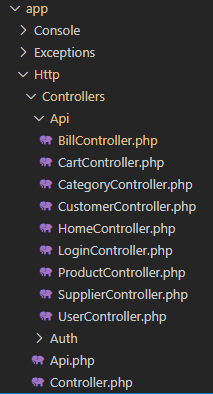 app
Console
Exceptions
Http
Controllers
Api
BillController.php
CartController.php
CategoryController.php
CustomerController.php
HomeController.php
LoginController.php
ProductController.php
SupplierController.php
UserController.php
Auth
Api.php
Controller.php